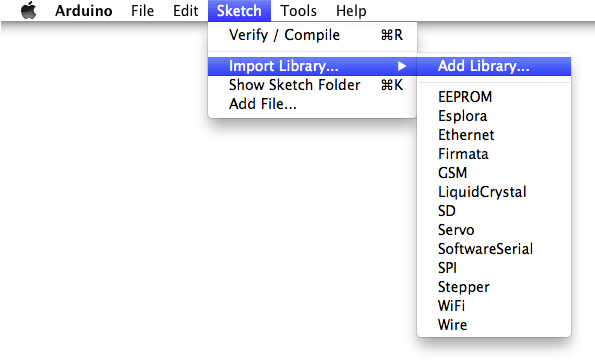 Arduino File Edit Sketch Tools Help
Verify / Compile ⌘R
Import Library... ▶
Show Sketch Folder ⌘K
Add File...
Add Library...
EEPROM
Esplora
Ethernet
Firmata
GSM
LiquidCrystal
SD
Servo
SoftwareSerial
SPI
Stepper
WiFi
Wire